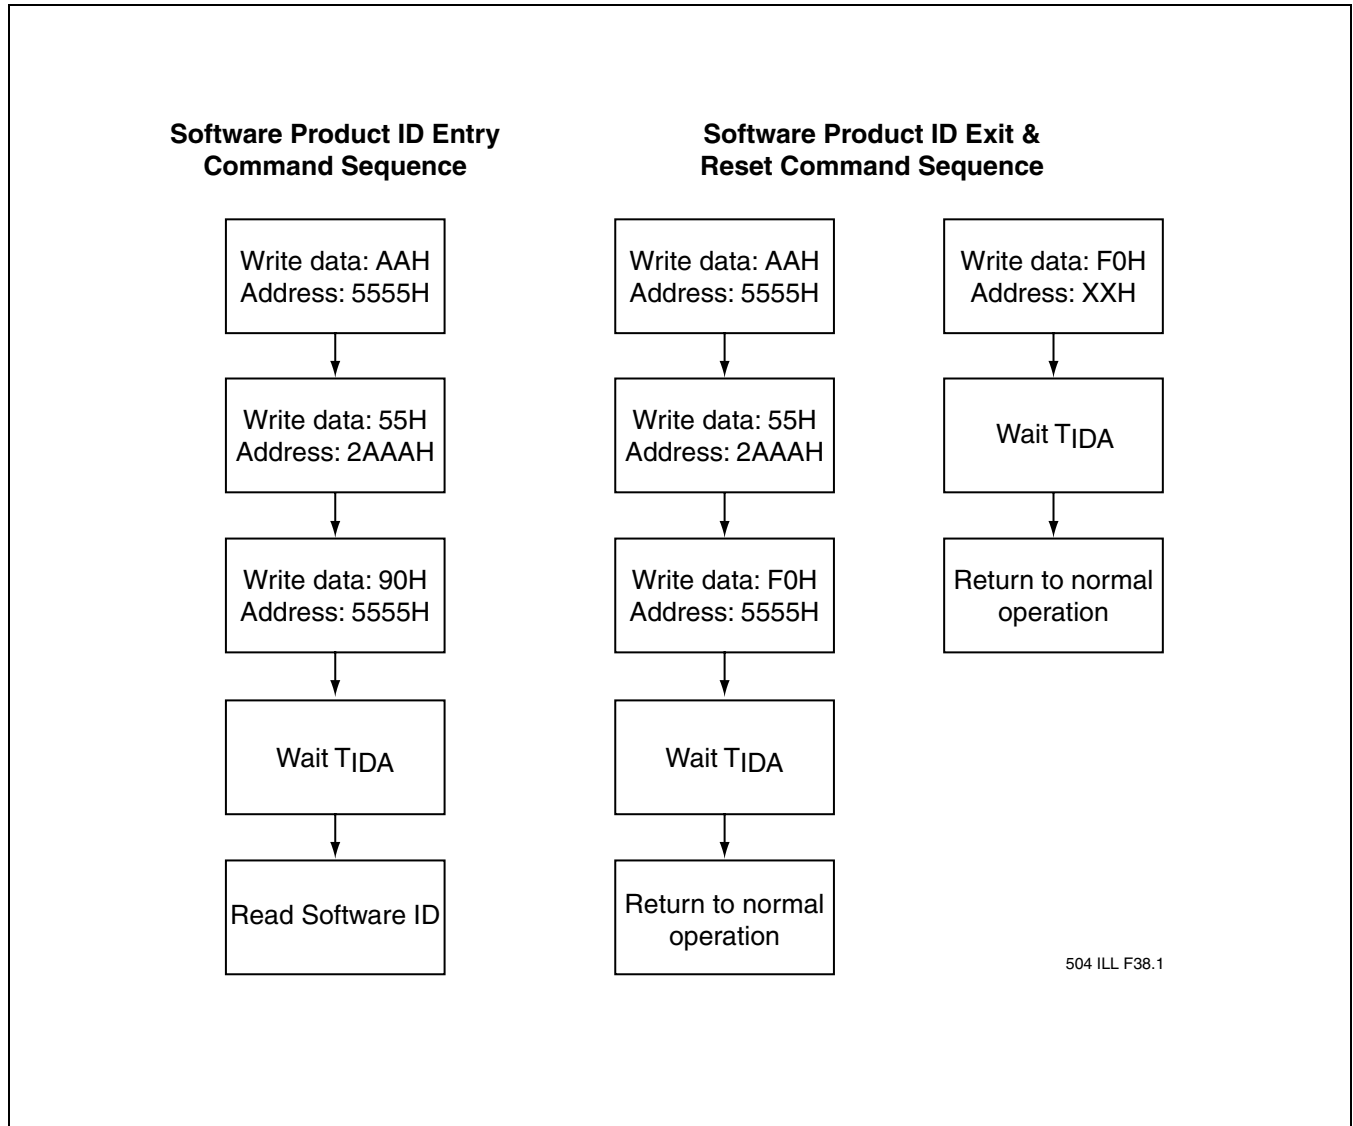 Software Product ID Entry
Command Sequence
Write data: AAH
Address: 5555H
Write data: 55H
Address: 2AAAH
Write data: 90H
Address: 5555H
Wait TIDA
Read Software ID
Software Product ID Exit &
Reset Command Sequence
Write data: AAH
Address: 5555H
Write data: 55H
Address: 2AAAH
Write data: F0H
Address: 5555H
Wait TIDA
Return to normal
operation
Write data: F0H
Address: XXH
Wait TIDA
Return to normal
operation
504 ILL F38.1